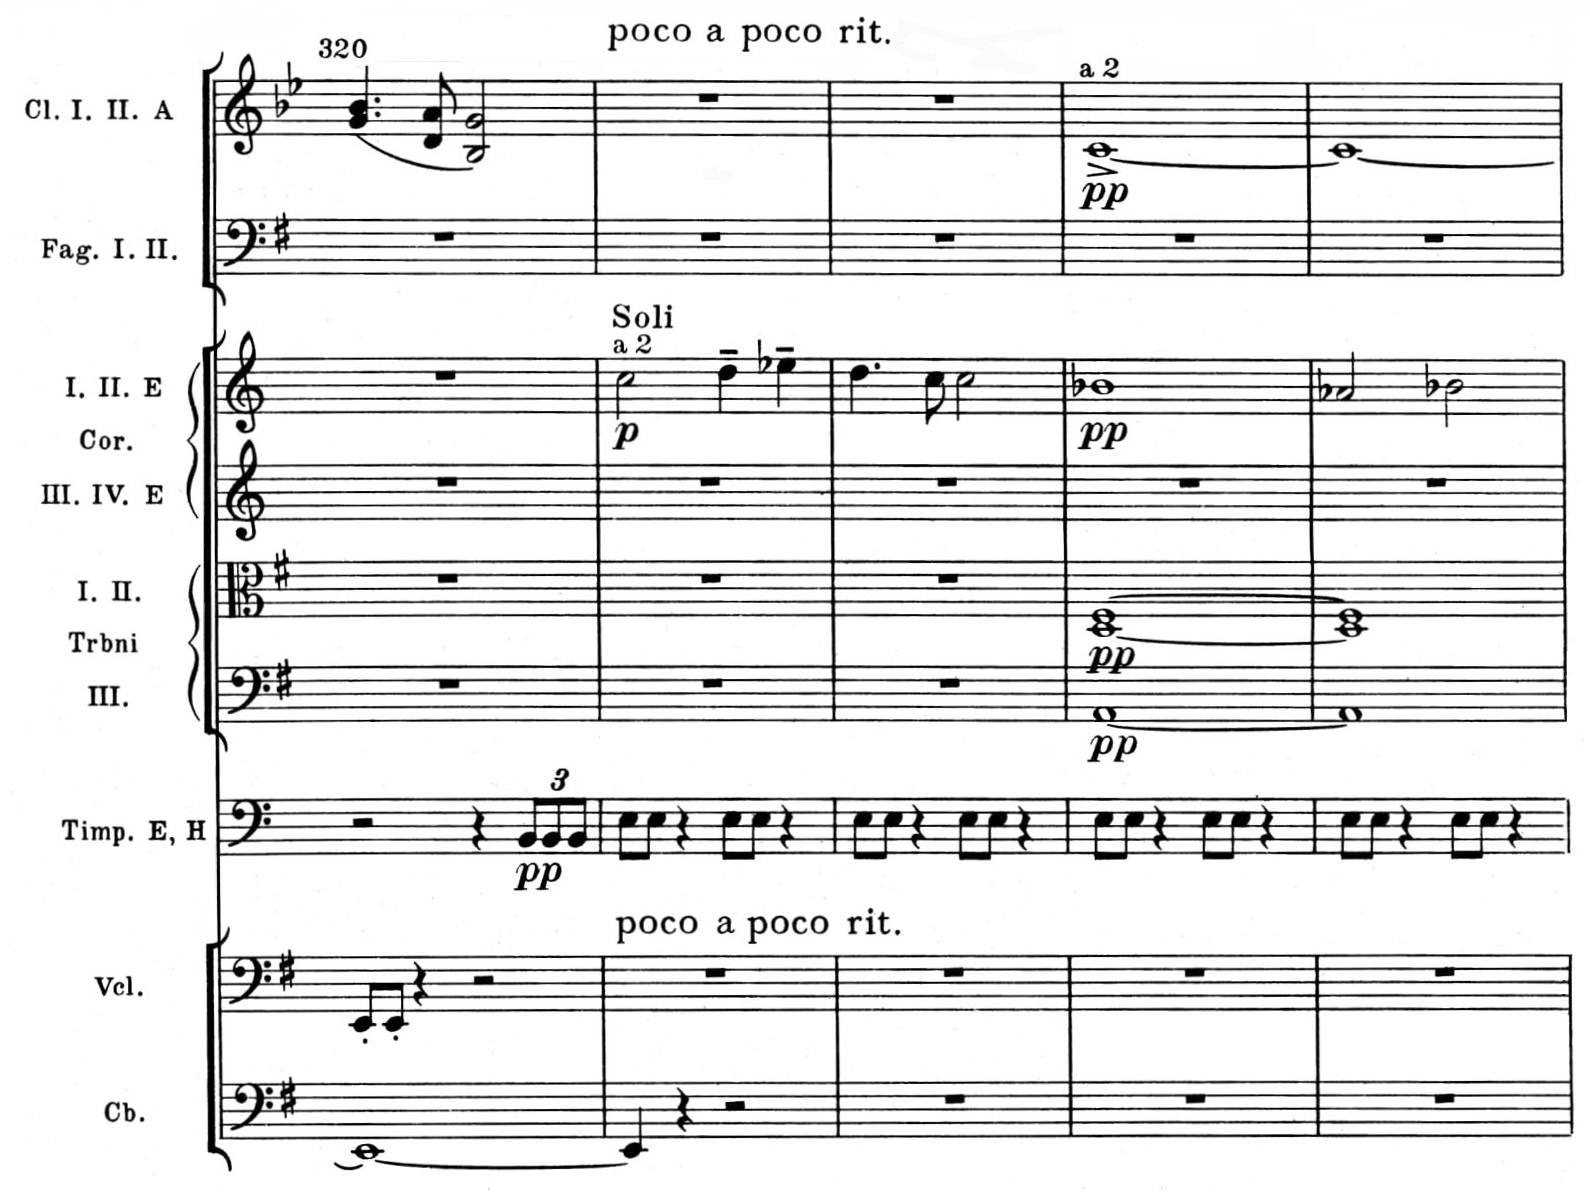 poco a poco rit.
320
a 2
Cl. I. II. A
pp
Fag. I. II.
Soli
a 2
I. II. E
p
pp
Cor.
III. IV. E
I. II.
Trbni
pp
III.
pp
3
Timp. E, H
pp
poco a poco rit.
Vcl.
Cb.